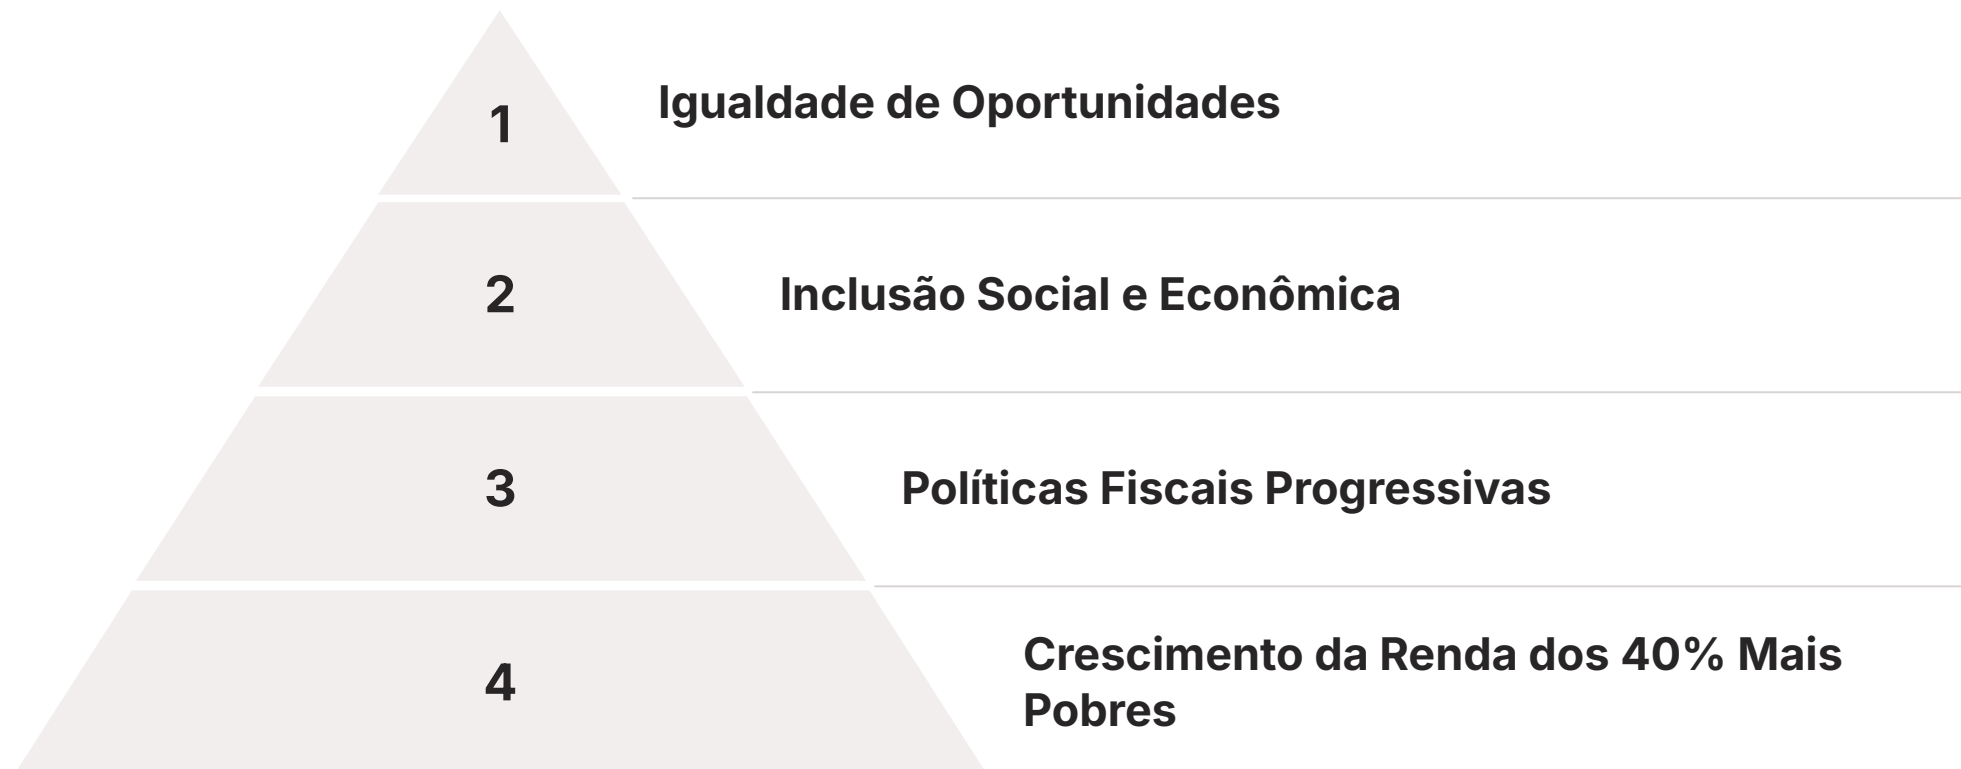 1
Igualdade de Oportunidades
2
Inclusão Social e Econômica
3
Políticas Fiscais Progressivas
4
Crescimento da Renda dos 40% Mais
Pobres